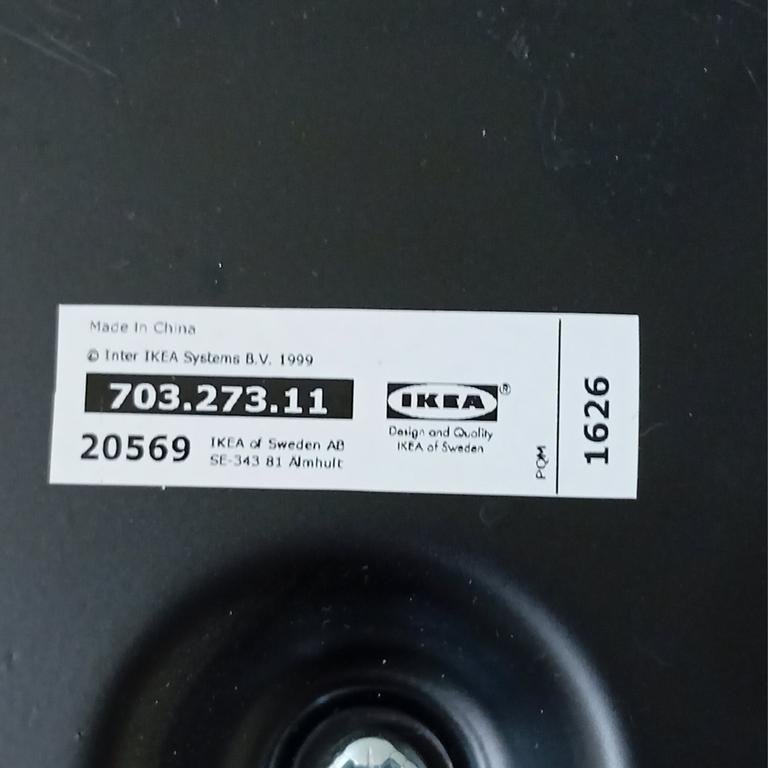 Made in China
© Inter IKEA Systems B.V. 1999
703.273.11
20569
IKEA of Sweden AB
SE-343 81 Älmhult
IKEA®
Design and Quality
IKEA of Sweden
PQM
1626